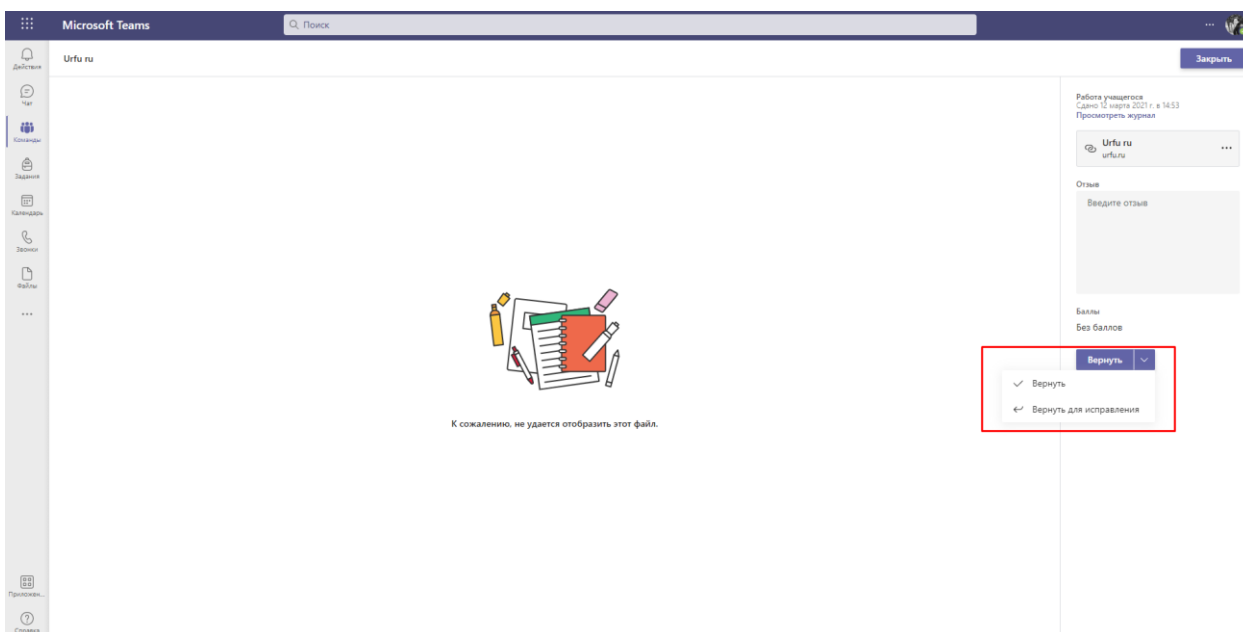 Microsoft Teams
Поиск
Действия
Urfu ru
Закрыть
Чат
Команды
Задания
Календарь
Звонки
Файлы
Работа учащегося
Сдано 12 марта 2021 г. в 14:53
Просмотреть журнал
Urfu ru
urfu.ru
Отзыв
Введите отзыв
Баллы
Без баллов
Вернуть
Вернуть
Вернуть для исправления
К сожалению, не удается отобразить этот файл.
Приложен...
Справка